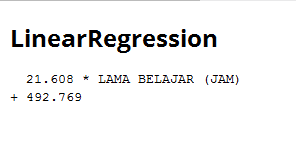 LinearRegression
21.608 * LAMA BELAJAR (JAM)
+ 492.769